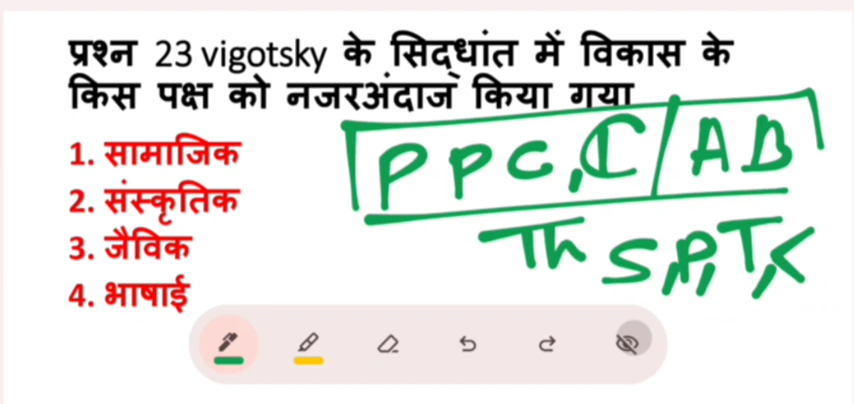 प्रश्न 23 vigotsky के सिद्धांत में विकास के
किस पक्ष को नजरअंदाज किया गया
1. सामाजिक
2. संस्कृतिक
3. जैविक
4. भाषाई
PPC, C / AB
Th S, P, T,